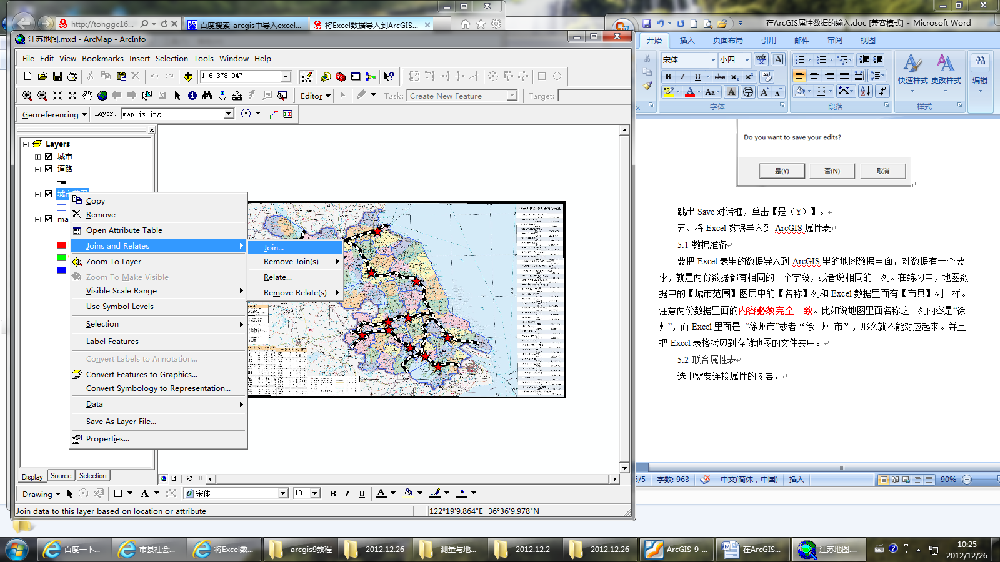 http://tonggc16...
百度搜索_arcgis中导入excel...
将Excel数据导入到ArcGIS...
江苏地图.mxd - ArcMap - ArcInfo
File Edit View Bookmarks Insert Selection Tools Window Help
1:6,378,047
Editor
Task: Create New Feature
Target:
Georeferencing
Layer: map_js.jpg
Layers
城市
道路
城市范围
ma
Copy
Remove
Open Attribute Table
Joins and Relates
Zoom To Layer
Zoom To Make Visible
Visible Scale Range
Use Symbol Levels
Selection
Label Features
Convert Labels to Annotation...
Convert Features to Graphics...
Convert Symbology to Representation...
Data
Save As Layer File...
Properties...
Join...
Remove Join(s)
Relate...
Remove Relate(s)
Display Source Selection
Drawing
宋体
10
B I U
A
Join data to this layer based on location or attribute
122°19'9.864"E 36°36'9.978"N
在ArcGIS属性数据的输入.doc [兼容模式] - Microsoft Word
开始 插入 页面布局 引用 邮件 审阅 视图
宋体 小四
B I U abc x₂ x²
Aa
字体
段落
快速样式 更改样式
样式
编辑
Do you want to save your edits?
是(Y) 否(N) 取消
跳出 Save 对话框，单击【是（Y）】。
五、将 Excel 数据导入到 ArcGIS 属性表
5.1 数据准备
要把 Excel 表里的数据导入到 ArcGIS 里的地图数据里面，对数据有一个要
求，就是两份数据都有相同的一个字段，或者说相同的一列。在练习中，地图数
据中的【城市范围】图层中的【名称】列和 Excel 数据里面有【市县】列一样。
注意两份数据里面的内容必须完全一致。比如说地图里面名称这一列内容是“徐
州”，而 Excel 里面是 “徐州市”或者“徐 州 市”，那么就不能对应起来。并且
把 Excel 表格拷贝到存储地图的文件夹中。
5.2 联合属性表
选中需要连接属性的图层，
5/5 字数: 963 中文(简体，中国) 插入 90%
百度一下...
市县社会...
将Excel数...
arcgis9教程
2012.12.26
测量与地...
2012.12.2
2012.12.26
ArcGIS_9_...
在ArcGIS...
江苏地图....
10:25
2012/12/26